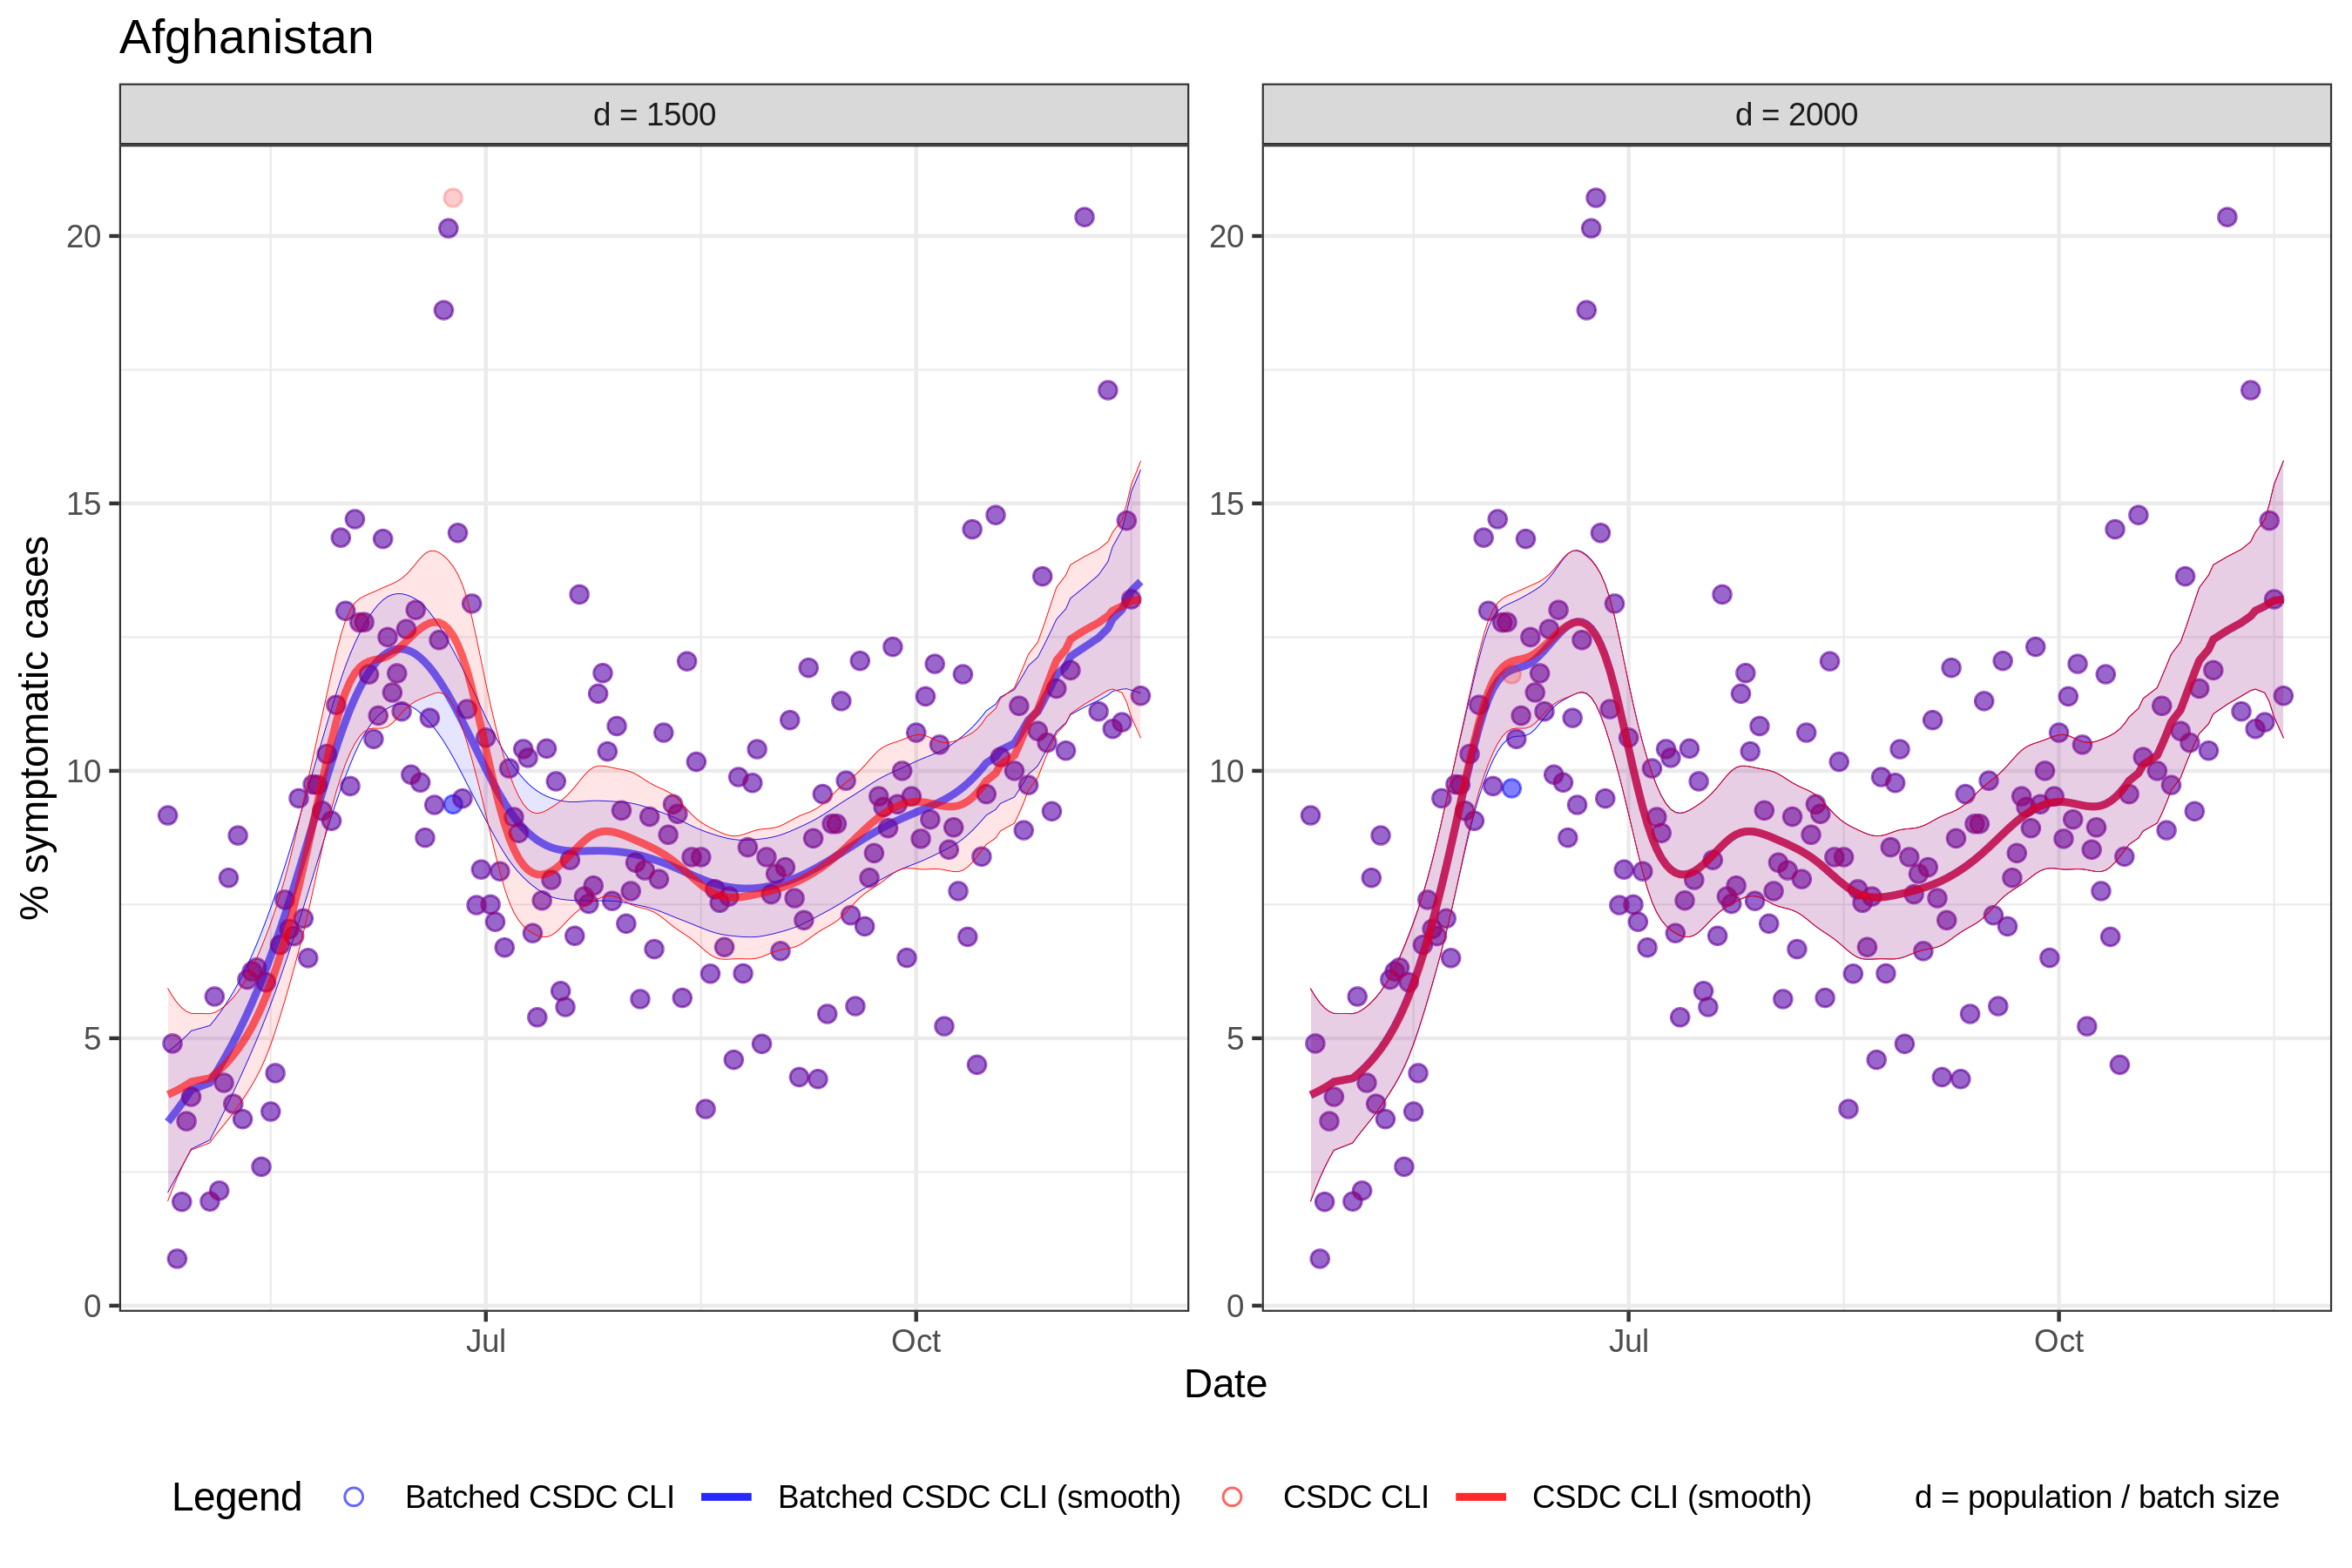 Afghanistan
d = 1500
d = 2000
% symptomatic cases
20
15
10
5
0
20
15
10
5
0
Jul
Oct
Jul
Oct
Date
Legend
Batched CSDC CLI
Batched CSDC CLI (smooth)
CSDC CLI
CSDC CLI (smooth)
d = population / batch size